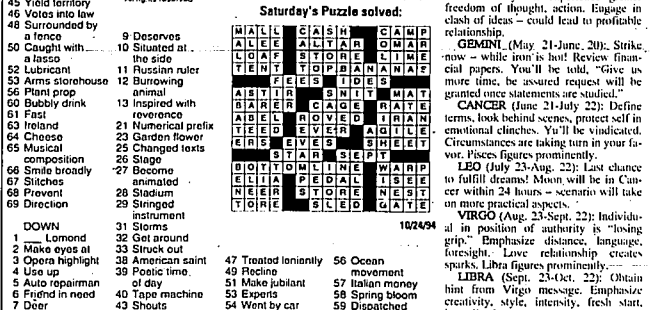 45 Yield territory
46 Votes into law
48 Surrounded by
a fence
50 Caught with
a lasso
52 Lubricant
53 Arms storehouse
56 Plant prop
60 Bubbly drink
61 Fast
63 Ireland
64 Cheese
65 Musical
composition
66 Smile broadly
67 Stitches
68 Prevent
69 Direction
DOWN
1 ___ Lomond
2 Make eyes at
3 Opera highlight
4 Use up
5 Auto repairman
6 Friend in need
7 Deer
9 Deserves
10 Situated at
the side
11 Russian ruler
12 Burrowing
animal
13 Inspired with
reverence
21 Numerical prefix
23 Garden flower
25 Changed texts
26 Stage
27 Become
animated
28 Stadium
29 Stringed
instrument
31 Storms
32 Get around
33 Struck out
38 American saint
39 Poetic time
of day
40 Tape machine
43 Shouts
Saturday's Puzzle solved:
MALL CASH CAMP
ALEE ALTAR OMAR
LOAF STORE LIME
TENT TOPBANANAS
FEES IDES
ASTIR SNIT MAT
BARER CAGE RATE
ABEL ROVED IRAN
TEED EVER AGILE
ERS EVES SHEET
STAR SEPT
BOTTOMLINE WARP
ELIA PEDAL ISEE
NEER STORE NEST
TORE SLED GATE
10/24/94
47 Treated leniently
49 Recline
51 Make jubilant
53 Experts
54 Went by car
56 Ocean
movement
57 Italian money
58 Spring bloom
59 Dispatched
freedom of thought, action. Engage in
clash of ideas – could lead to profitable
relationship.
GEMINI (May 21-June 20): Strike
now – while iron is hot! Review finan-
cial papers. You'll be told, "Give us
more time, be assured request will be
granted once statements are studied."
CANCER (June 21-July 22): Define
terms, look behind scenes, protect self in
emotional clinches. Yu'll be vindicated.
Circumstances are taking turn in your fa-
vor. Pisces figures prominently.
LEO (July 23-Aug. 22): Last chance
to fulfill dreams! Moon will be in Can-
cer within 24 hours – scenario will take
on more practical aspects.
VIRGO (Aug. 23-Sept. 22): Individu-
al in position of authority is "losing
grip." Emphasize distance, language,
foresight. Love relationship creates
sparks. Libra figures prominently.
LIBRA (Sept. 23-Oct. 22): Obtain
hint from Virgo message. Emphasize
creativity, style, intensity, fresh start,